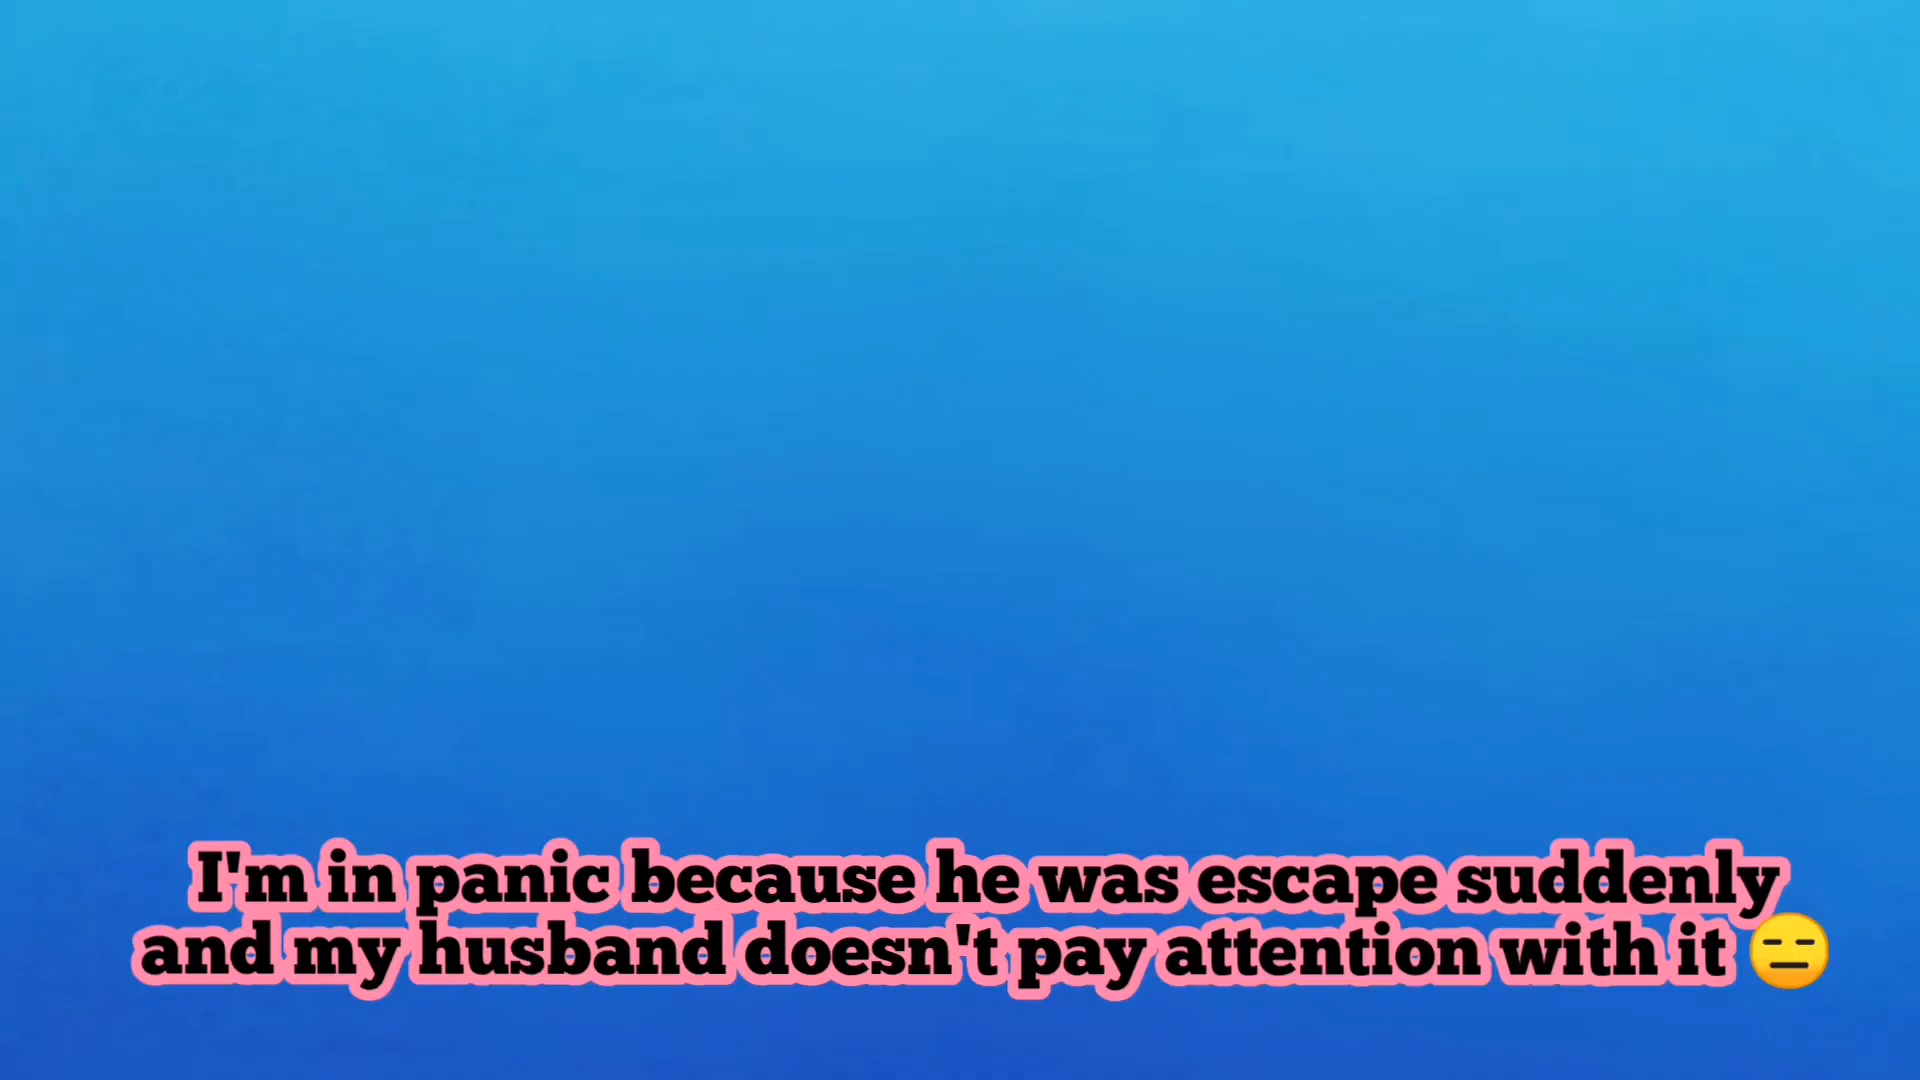 I'm in panic because he was escape suddenly
and my husband doesn't pay attention with it 😑